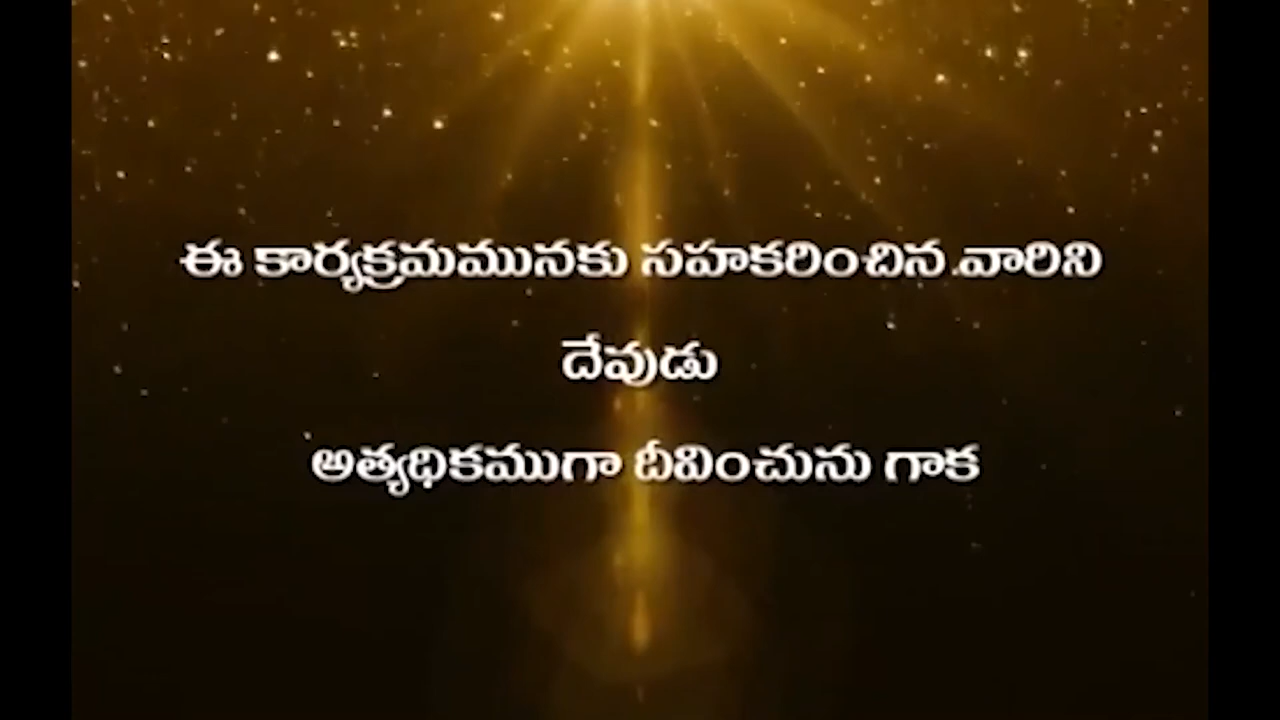 ఈ కార్యక్రమమునకు సహకరించిన వారిని
దేవుడు
అత్యధికముగా దీవించును గాక